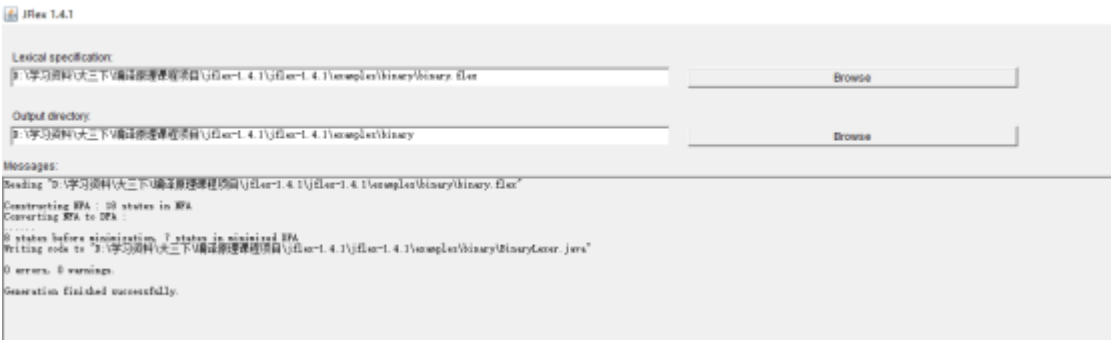 JFlex 1.4.1
Lexical specification:
D:\学习资料\大三下\编译原理课程项目\jflex-1.4.1\jflex-1.4.1\examples\binary\binary.flex
Browse
Output directory:
D:\学习资料\大三下\编译原理课程项目\jflex-1.4.1\jflex-1.4.1\examples\binary
Browse
Messages:
Reading "D:\学习资料\大三下\编译原理课程项目\jflex-1.4.1\jflex-1.4.1\examples\binary\binary.flex"
Constructing NFA : 18 states in NFA
Converting NFA to DFA :
......
8 states before minimization, 7 states in minimized DFA
Writing code to "D:\学习资料\大三下\编译原理课程项目\jflex-1.4.1\jflex-1.4.1\examples\binary\BinaryLexer.java"
0 errors, 0 warnings.
Generation finished successfully.